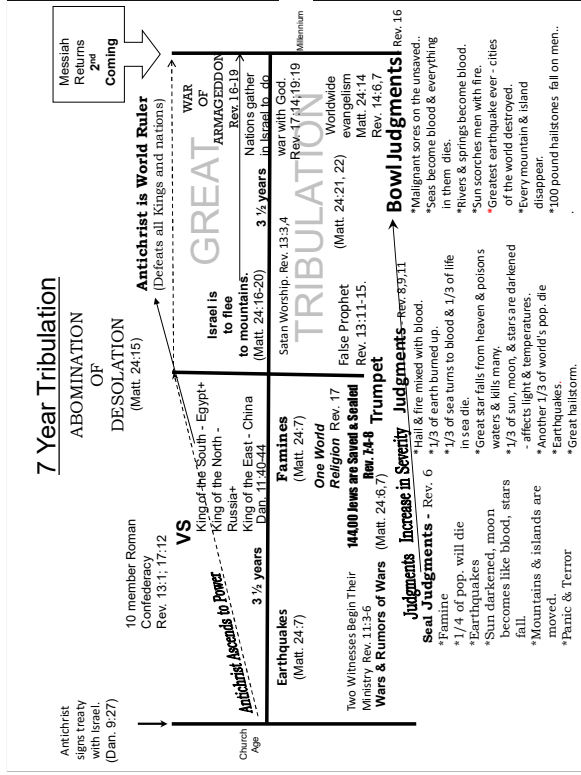 7 Year Tribulation
Antichrist
signs treaty
with Israel.
(Dan. 9:27)
10 member Roman
Confederacy
Rev. 13:1; 17:12
ABOMINATION
OF
DESOLATION
(Matt. 24:15)
Antichrist is World Ruler
(Defeats all Kings and nations)
Messiah
Returns
2nd
Coming
VS
King of the South - Egypt+
King of the North -
Russia+
King of the East - China
Dan. 11:40-44
Antichrist Ascends to Power
3 ½ years
Church
Age
Israel is
to flee
to mountains.
(Matt. 24:16-20)
GREAT
WAR
OF
ARMAGEDDON
Rev. 16-19
Nations gather
in Israel to do
war with God.
Rev. 17:14;19:19
3 ½ years
Millennium
Earthquakes
(Matt. 24:7)
Famines
(Matt. 24:7)
One World
Religion Rev. 17
Satan Worship. Rev. 13:3,4
TRIBULATION
(Matt. 24:21, 22)
Worldwide
evangelism
Matt. 24:14
Rev. 14:6,7
False Prophet
Rev. 13:11-15.
Two Witnesses Begin Their
Ministry Rev. 11:3-6
144,00 Jews are Saved & Sealed
Rev. 7:4-8
Wars & Rumors of Wars (Matt. 24:6,7)
Judgments Increase in Severity
Seal Judgments - Rev. 6
*Famine
*1/4 of pop. will die
*Earthquakes
*Sun darkened, moon
becomes like blood, stars
fall.
*Mountains & islands are
moved.
*Panic & Terror
Trumpet
Judgments - Rev. 8,9,11
*Hail & fire mixed with blood.
*1/3 of earth burned up.
*1/3 of sea turns to blood & 1/3 of life
in sea die.
*Great star falls from heaven & poisons
waters & kills many.
*1/3 of sun, moon, & stars are darkened
- affects light & temperatures.
*Another 1/3 of world's pop. die
*Earthquakes.
*Great hailstorm.
Bowl Judgments Rev. 16
*Malignant sores on the unsaved..
*Seas become blood & everything
in them dies.
*Rivers & springs become blood.
*Sun scorches men with fire.
*Greatest earthquake ever - cities
of the world destroyed.
*Every mountain & island
disappear.
*100 pound hailstones fall on men..
.